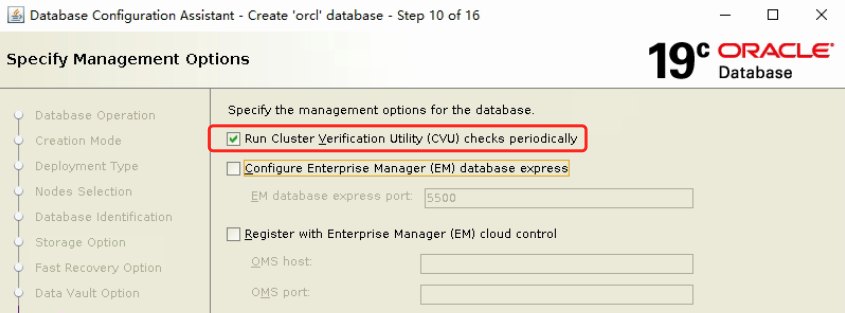 Database Configuration Assistant - Create 'orcl' database - Step 10 of 16
Specify Management Options
19c ORACLE
Database
Database Operation
Creation Mode
Deployment Type
Nodes Selection
Database Identification
Storage Option
Fast Recovery Option
Data Vault Option
Specify the management options for the database.
Run Cluster Verification Utility (CVU) checks periodically
Configure Enterprise Manager (EM) database express
EM database express port:
5500
Register with Enterprise Manager (EM) cloud control
OMS host:
OMS port: